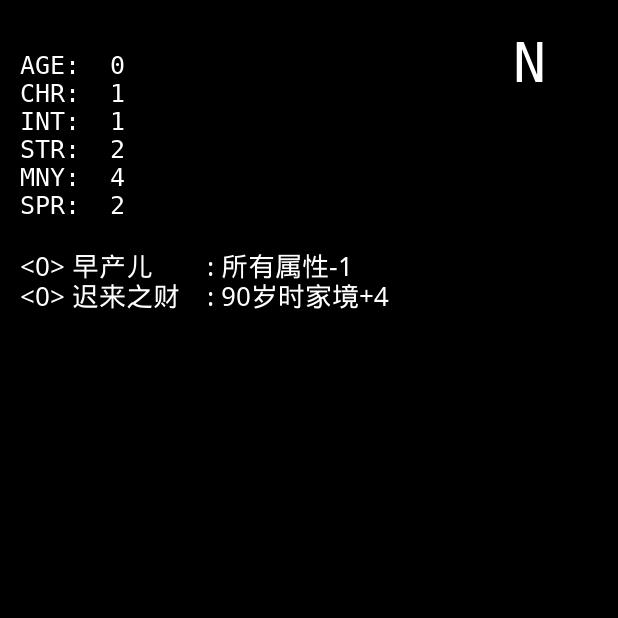 N
AGE: 0
CHR: 1
INT: 1
STR: 2
MNY: 4
SPR: 2
<0> 早产儿 : 所有属性-1
<0> 迟来之财 : 90岁时家境+4